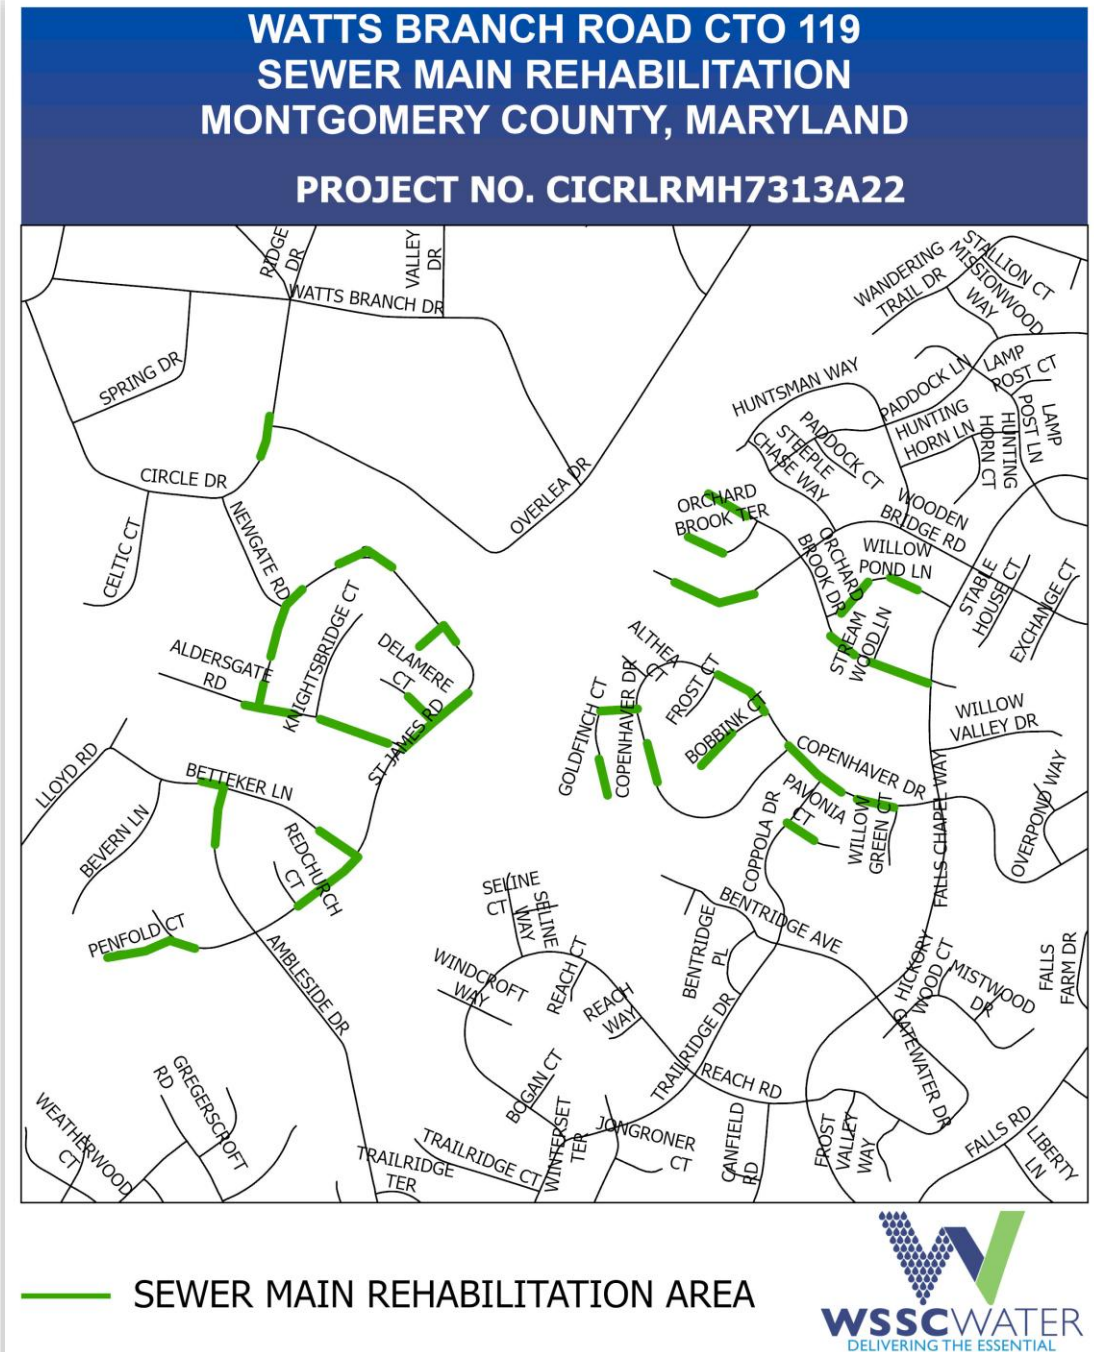 WATTS BRANCH ROAD CTO 119
SEWER MAIN REHABILITATION
MONTGOMERY COUNTY, MARYLAND
PROJECT NO. CICRLRMH7313A22
RIDGE
DR
VALLEY
DR
WATTS BRANCH DR
SPRING DR
CIRCLE DR
CELTIC CT
NEWGATE RD
OVERLEA DR
WANDERING
TRAIL DR
STALLION CT
MISSIONWOOD
WAY
LAMP
POST CT
HUNTSMAN WAY
PADDOCK LN
HUNTING
HORN LN
HUNTING
HORN CT
LAMP
POST LN
PADDOCK CT
STEEPLE
CHASE WAY
ORCHARD
BROOK TER
WOODEN
BRIDGE RD
ORCHARD
BROOK DR
WILLOW
POND LN
STABLE
HOUSE CT
EXCHANGE CT
STREAM
WOOD LN
KNIGHTSBRIDGE CT
ALDERSGATE
RD
DELAMERE
CT
ST JAMES RD
ALTHEA
CT
FROST CT
GOLDFINCH CT
COPENHAVER DR
BOBBINK CT
COPENHAVER DR
WILLOW
VALLEY DR
LLOYD RD
BETTEKER LN
BEVERN LN
REDCHURCH
CT
PENFOLD CT
PAVONIA
CT
COPPOLA DR
WILLOW
GREEN CT
FALLS CHAPEL WAY
OVERPOND WAY
AMBLESIDE DR
SELINE
CT
SELINE
WAY
WINDCROFT
WAY
REACH CT
REACH
WAY
BENTRIDGE
PL
BENTRIDGE AVE
HICKORY
WOOD CT
MISTWOOD
DR
FALLS
FARM DR
GATEWATER DR
TRAILRIDGE DR
REACH RD
BOGAN CT
GREGERSCROFT
RD
WEATHERWOOD
CT
TRAILRIDGE
TER
TRAILRIDGE CT
WINTERSET
TER
JONGRONER
CT
CANFIELD
RD
FROST
VALLEY
WAY
FALLS RD
LIBERTY
LN
SEWER MAIN REHABILITATION AREA
WSSCWATER
DELIVERING THE ESSENTIAL